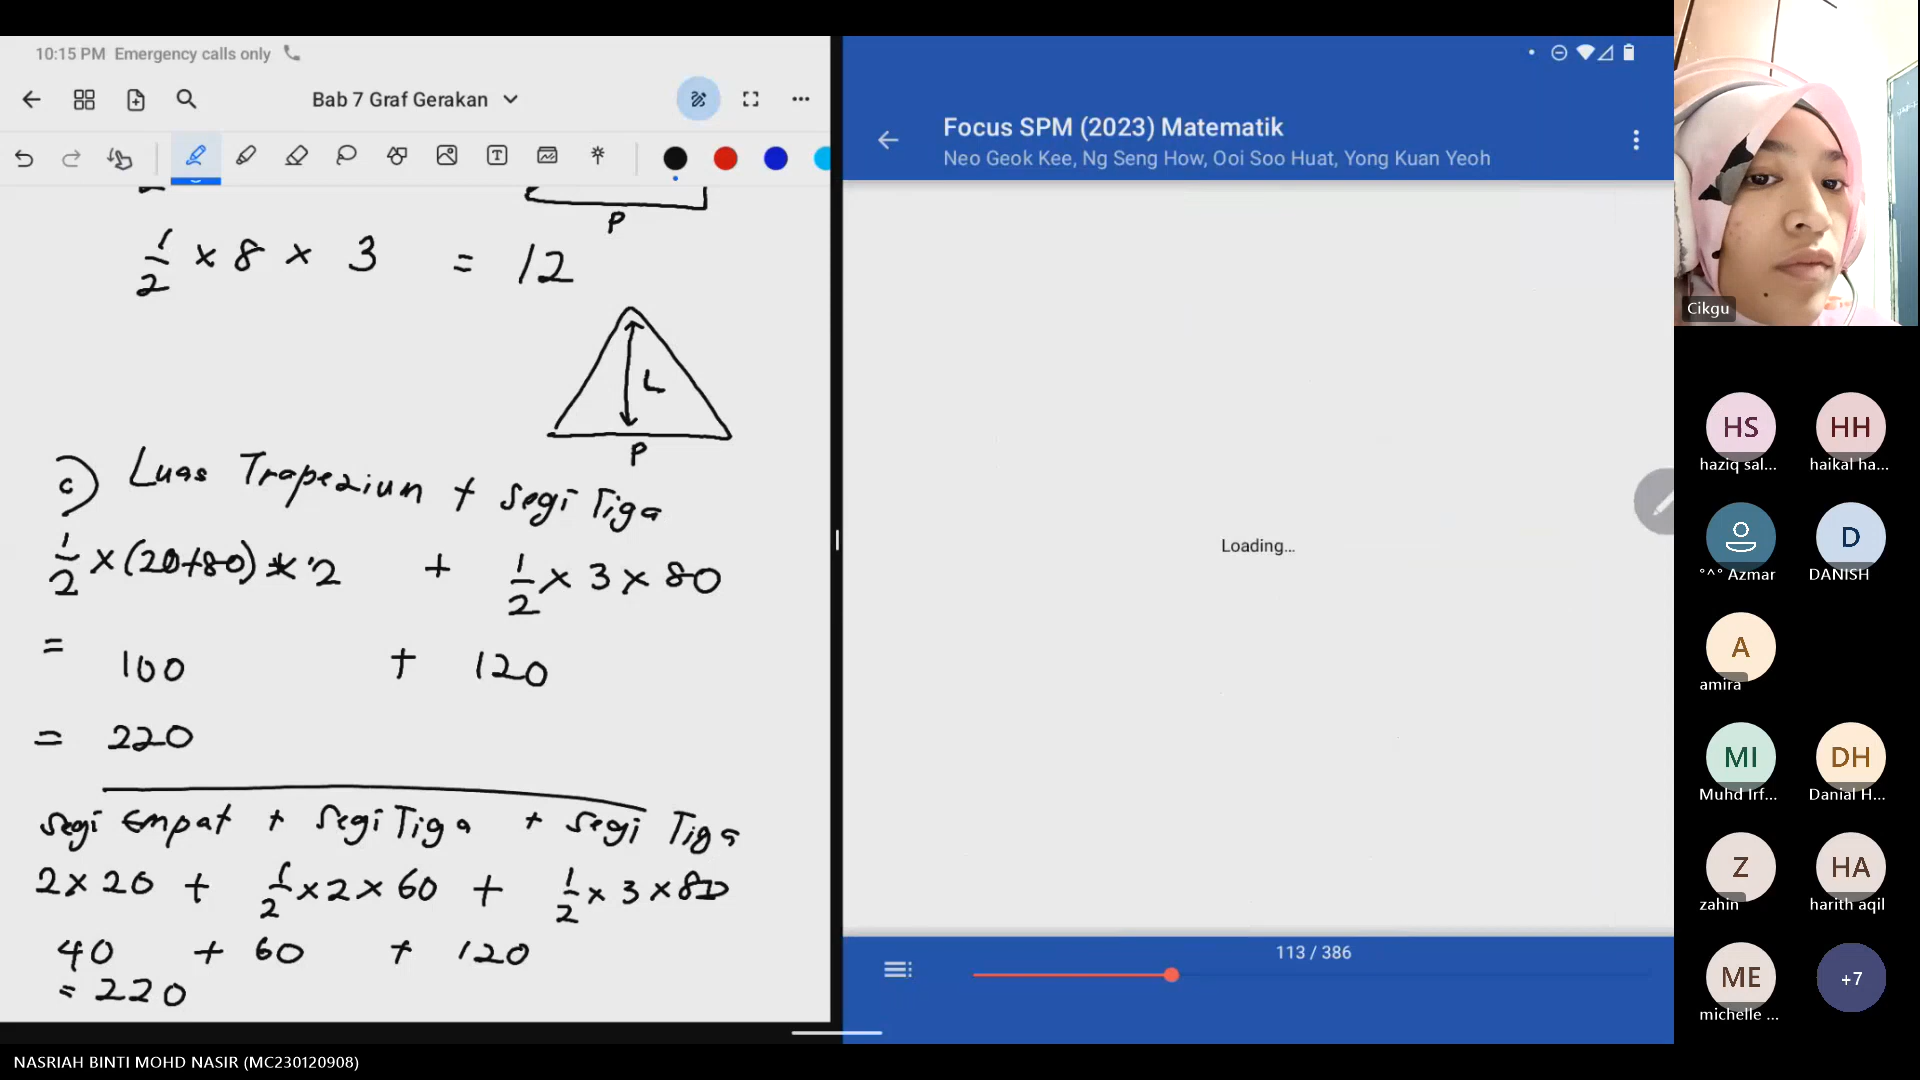 10:15 PM Emergency calls only
Bab 7 Graf Gerakan
P
1/2 × 8 × 3 = 12
L
P
c) Luas Trapezium + Segi Tiga
1/2 × (20+80) × 2 + 1/2 × 3 × 80
= 100 + 120
= 220
Segi Empat + Segi Tiga + Segi Tiga
2 × 20 + 1/2 × 2 × 60 + 1/2 × 3 × 80
40 + 60 + 120
= 220
Focus SPM (2023) Matematik
Neo Geok Kee, Ng Seng How, Ooi Soo Huat, Yong Kuan Yeoh
Loading...
113 / 386
Cikgu
HS
haziq sal...
HH
haikal ha...
°^° Azmar
D
DANISH
A
amira
MI
Muhd Irf...
DH
Danial H...
Z
zahin
HA
harith aqil
ME
michelle ...
+7
NASRIAH BINTI MOHD NASIR (MC230120908)